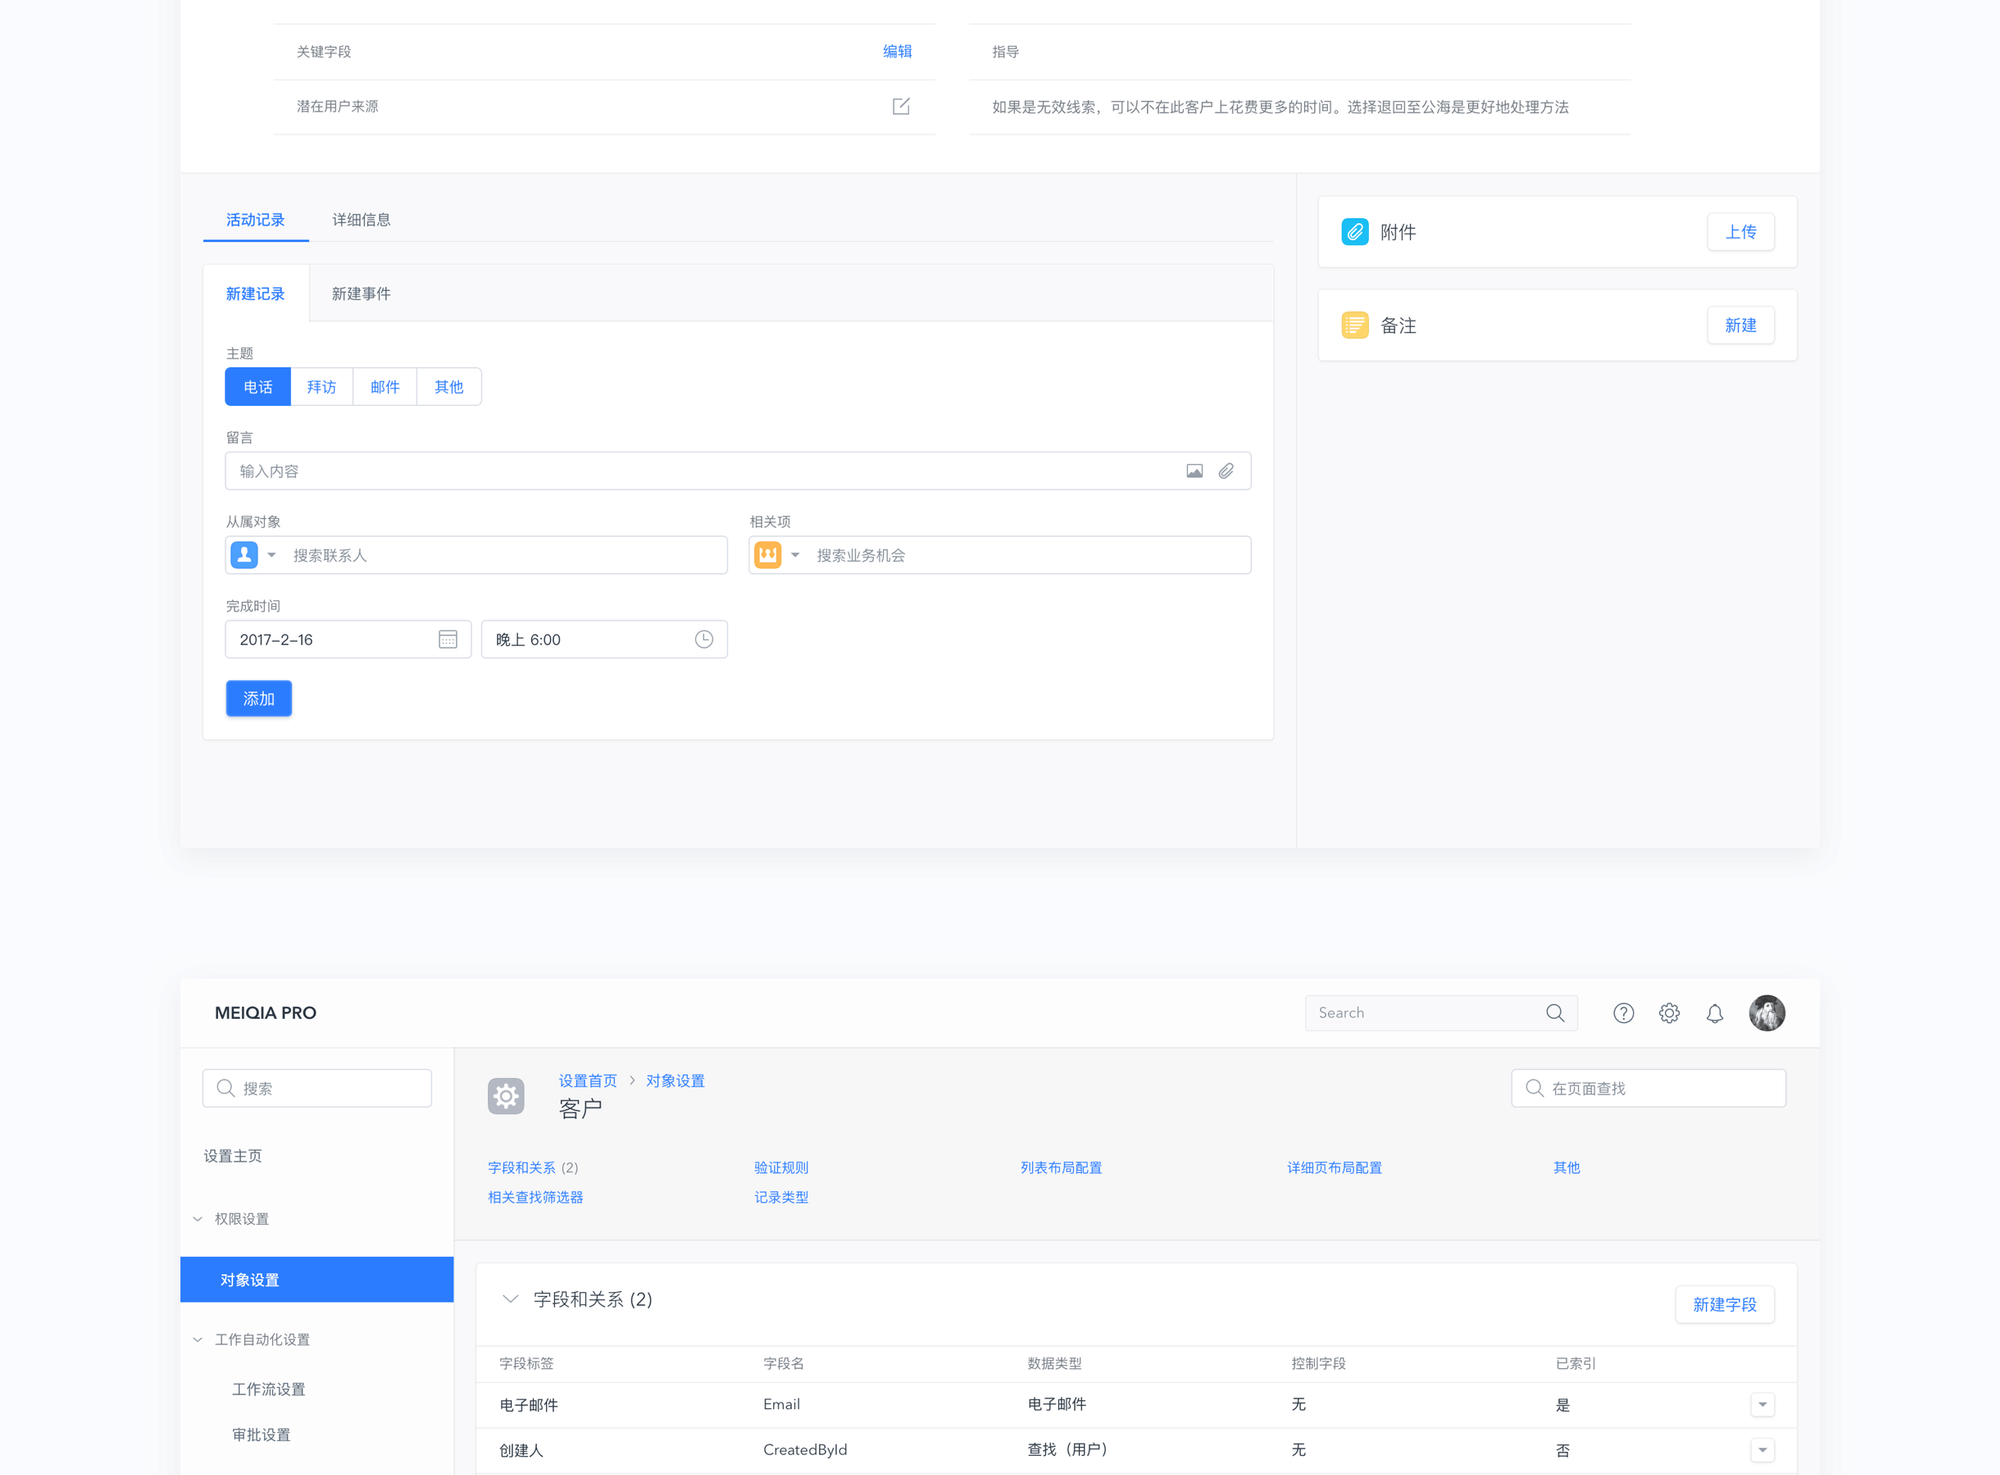 关键字段 编辑 指导
潜在用户来源 如果是无效线索，可以不在此客户上花费更多的时间。选择退回至公海是更好地处理方法
活动记录 详细信息
新建记录 新建事件
主题
电话 拜访 邮件 其他
留言
输入内容
从属对象 相关项
搜索联系人 搜索业务机会
完成时间
2017-2-16 晚上 6:00
添加
附件 上传
备注 新建
MEIQIA PRO Search
搜索
设置主页
权限设置
对象设置
工作自动化设置
工作流设置
审批设置
设置首页 > 对象设置
客户
在页面查找
字段和关系 (2) 验证规则 列表布局配置 详细页布局配置 其他
相关查找筛选器 记录类型
字段和关系 (2) 新建字段
字段标签 字段名 数据类型 控制字段 已索引
电子邮件 Email 电子邮件 无 是
创建人 CreatedById 查找（用户） 无 否